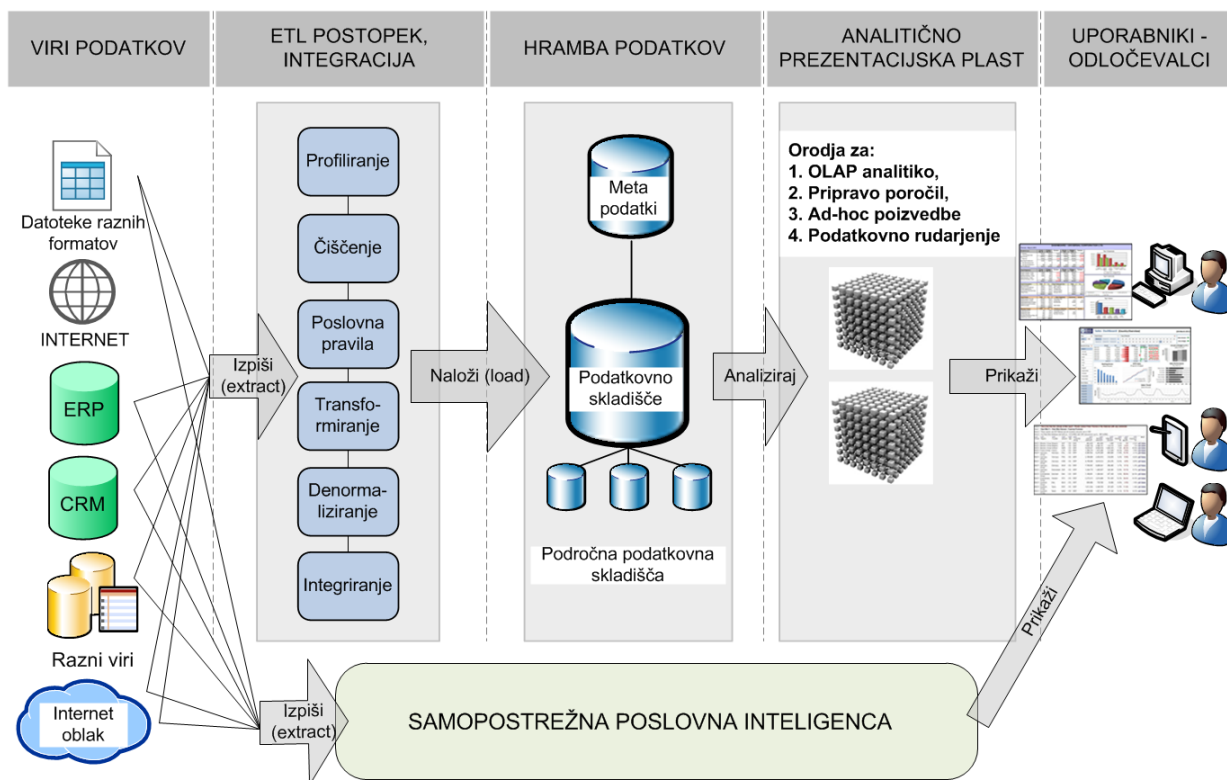 VIRI PODATKOV
ETL POSTOPEK,
INTEGRACIJA
HRAMBA PODATKOV
ANALITIČNO
PREZENTACIJSKA PLAST
UPORABNIKI -
ODLOČEVALCI
Datoteke raznih
formatov
INTERNET
ERP
CRM
Razni viri
Internet
oblak
Izpiši
(extract)
Profiliranje
Čiščenje
Poslovna
pravila
Transfo-
rmiranje
Denorma-
liziranje
Integriranje
Naloži (load)
Meta
podatki
Podatkovno
skladišče
Področna podatkovna
skladišča
Analiziraj
Orodja za:
1. OLAP analitiko,
2. Pripravo poročil,
3. Ad-hoc poizvedbe
4. Podatkovno rudarjenje
Prikaži
Izpiši
(extract)
SAMOPOSTREŽNA POSLOVNA INTELIGENCA
Prikaži